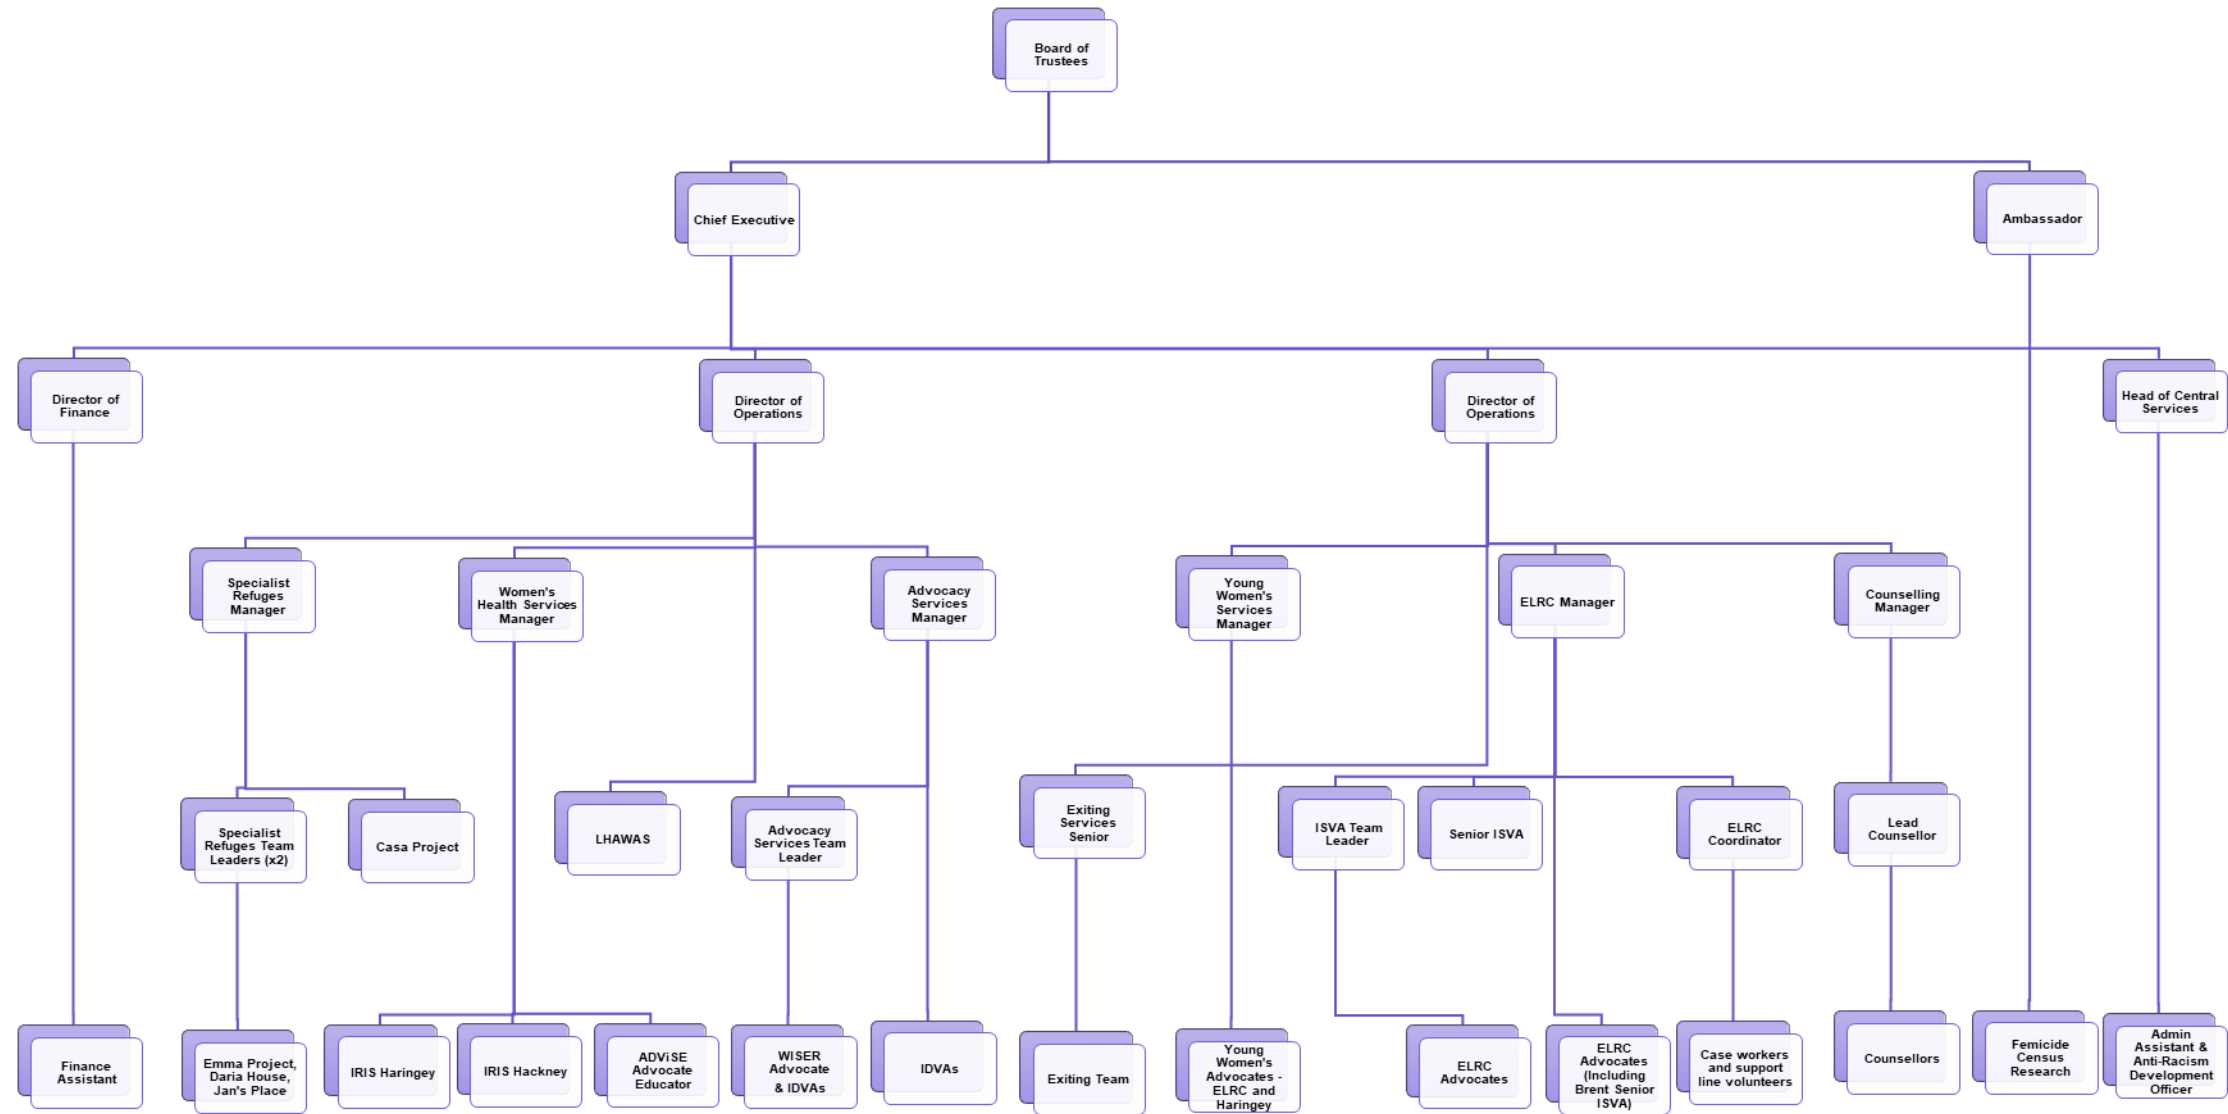 Board of
Trustees
Chief Executive
Ambassador
Director of
Finance
Director of
Operations
Director of
Operations
Head of Central
Services
Specialist
Refuges
Manager
Women's
Health Services
Manager
Advocacy
Services
Manager
Young
Women's
Services
Manager
ELRC Manager
Counselling
Manager
Specialist
Refuges Team
Leaders (x2)
Casa Project
LHAWAS
Advocacy
Services Team
Leader
Exiting
Services
Senior
ISVA Team
Leader
Senior ISVA
ELRC
Coordinator
Lead
Counsellor
Finance
Assistant
Emma Project,
Daria House,
Jan's Place
IRIS Haringey
IRIS Hackney
ADViSE
Advocate
Educator
WISER
Advocate
& IDVAs
IDVAs
Exiting Team
Young
Women's
Advocates -
ELRC and
Haringey
ELRC
Advocates
ELRC
Advocates
(Including
Brent Senior
ISVA)
Case workers
and support
line volunteers
Counsellors
Femicide
Census
Research
Admin
Assistant &
Anti-Racism
Development
Officer